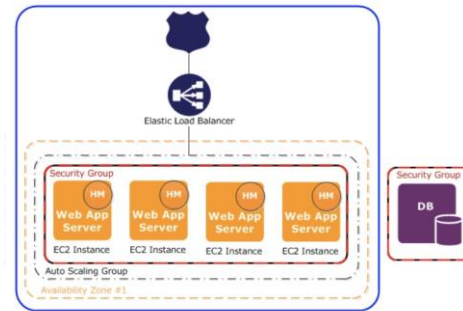 Elastic Load Balancer
Security Group
HM HM HM HM
Web App Web App Web App Web App
Server Server Server Server
EC2 Instance EC2 Instance EC2 Instance EC2 Instance
Auto Scaling Group
Availability Zone #1
Security Group
DB